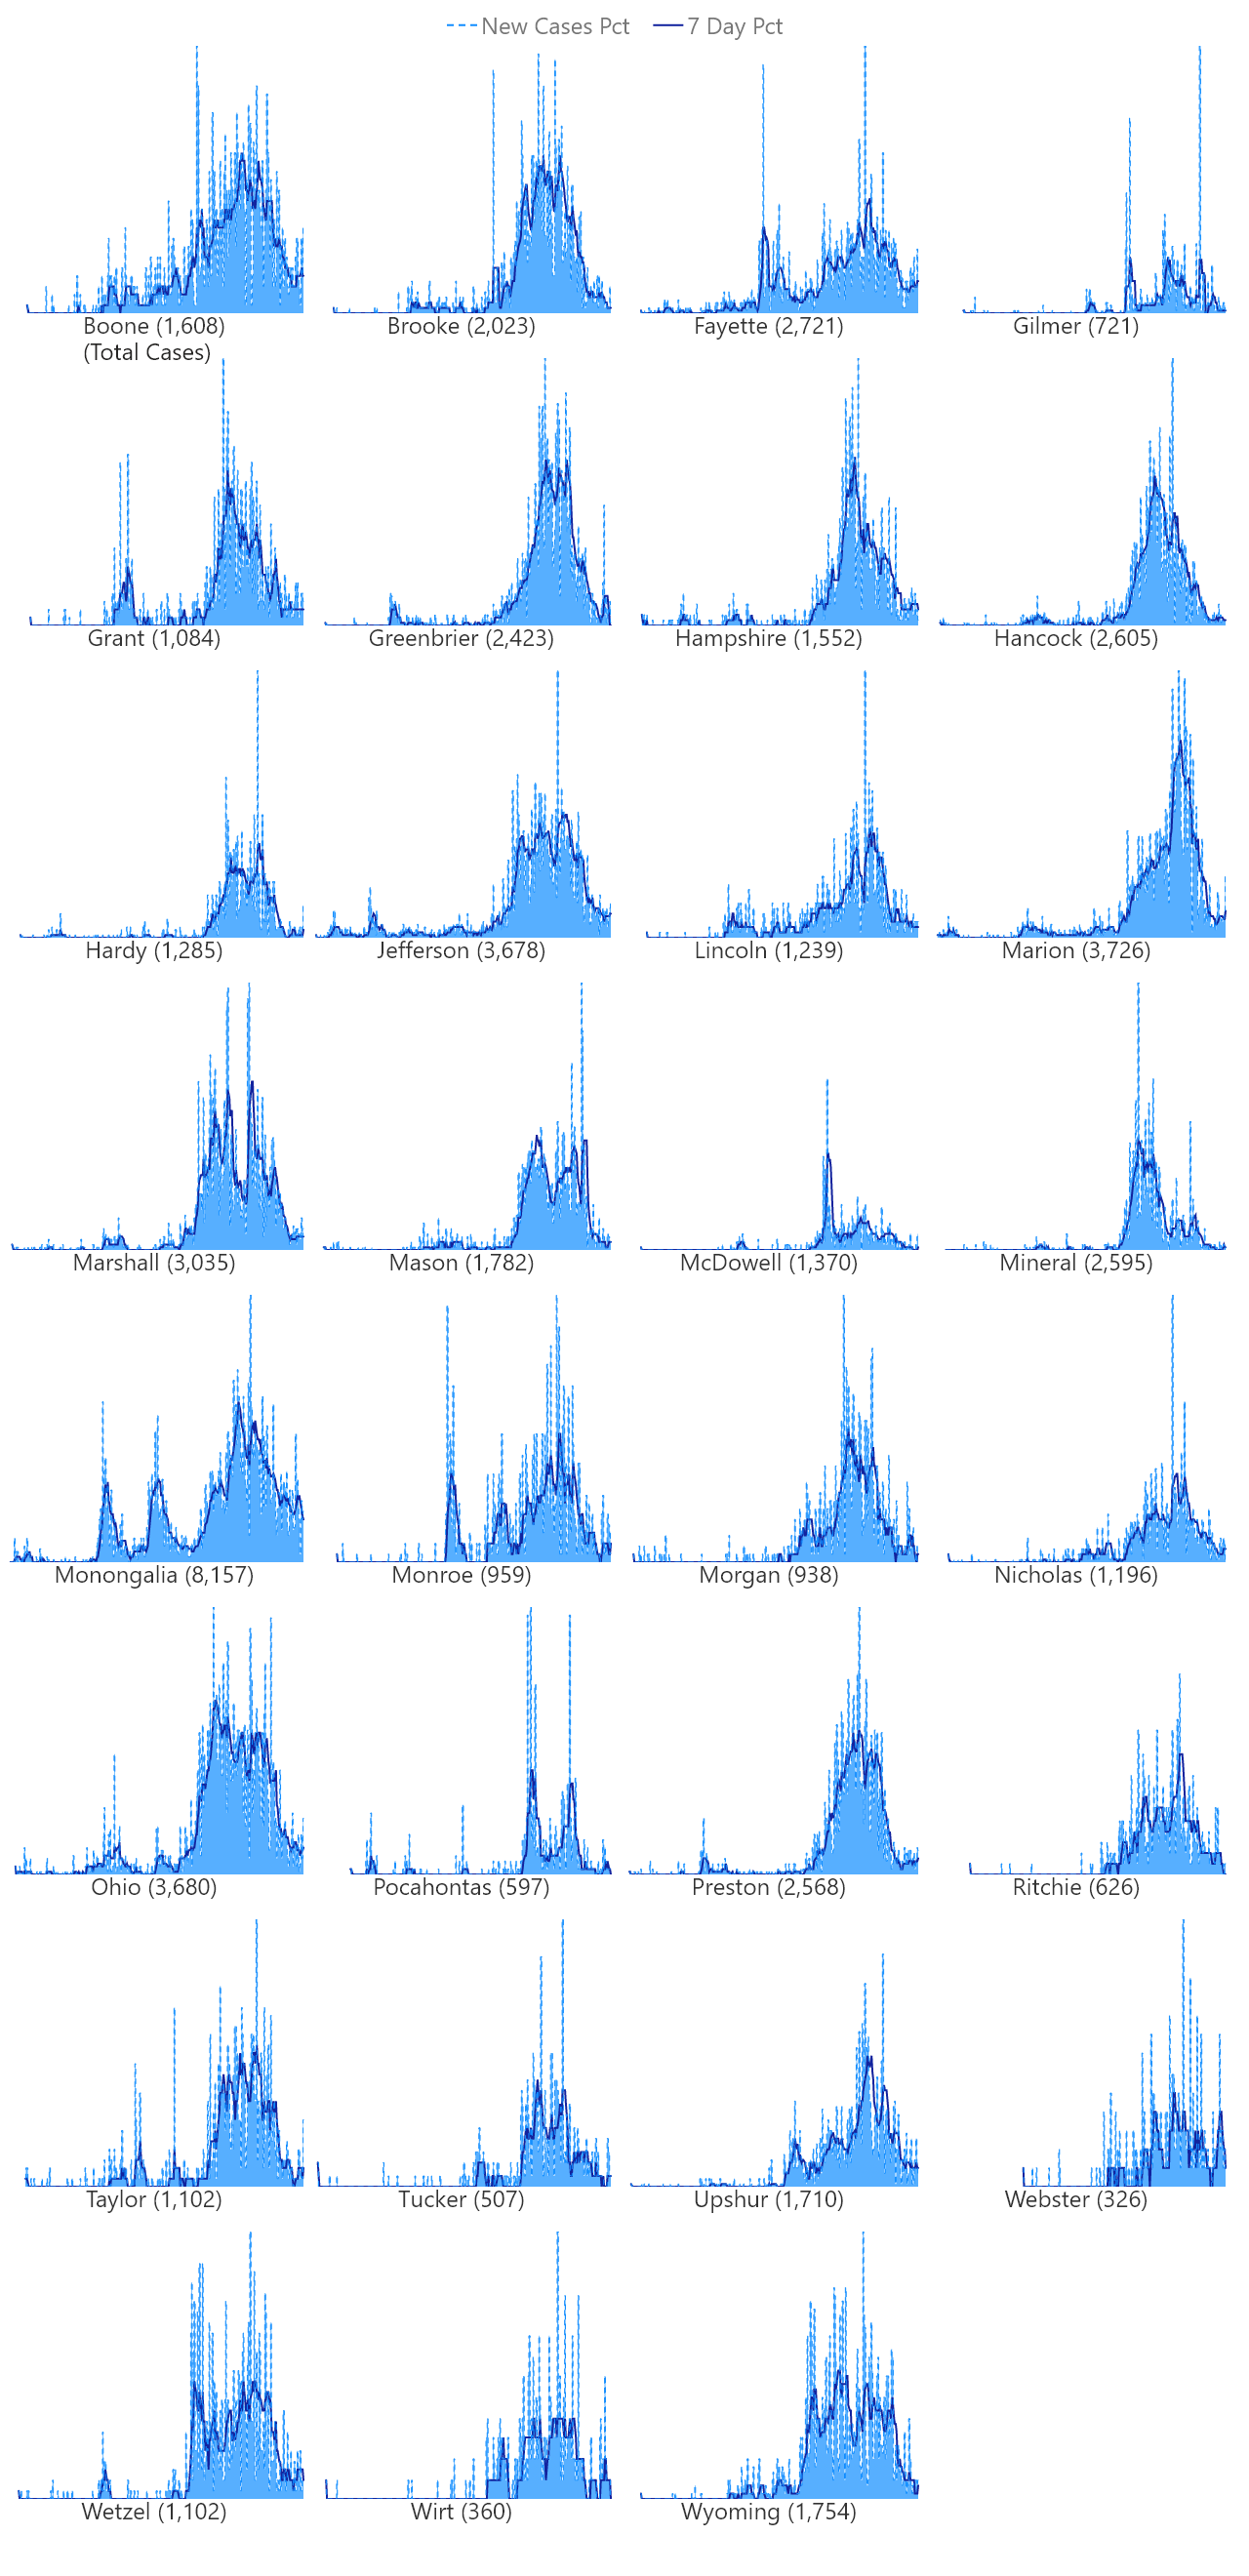 New Cases Pct 7 Day Pct
Boone (1,608) Brooke (2,023) Fayette (2,721) Gilmer (721)
(Total Cases)
Grant (1,084) Greenbrier (2,423) Hampshire (1,552) Hancock (2,605)
Hardy (1,285) Jefferson (3,678) Lincoln (1,239) Marion (3,726)
Marshall (3,035) Mason (1,782) McDowell (1,370) Mineral (2,595)
Monongalia (8,157) Monroe (959) Morgan (938) Nicholas (1,196)
Ohio (3,680) Pocahontas (597) Preston (2,568) Ritchie (626)
Taylor (1,102) Tucker (507) Upshur (1,710) Webster (326)
Wetzel (1,102) Wirt (360) Wyoming (1,754)